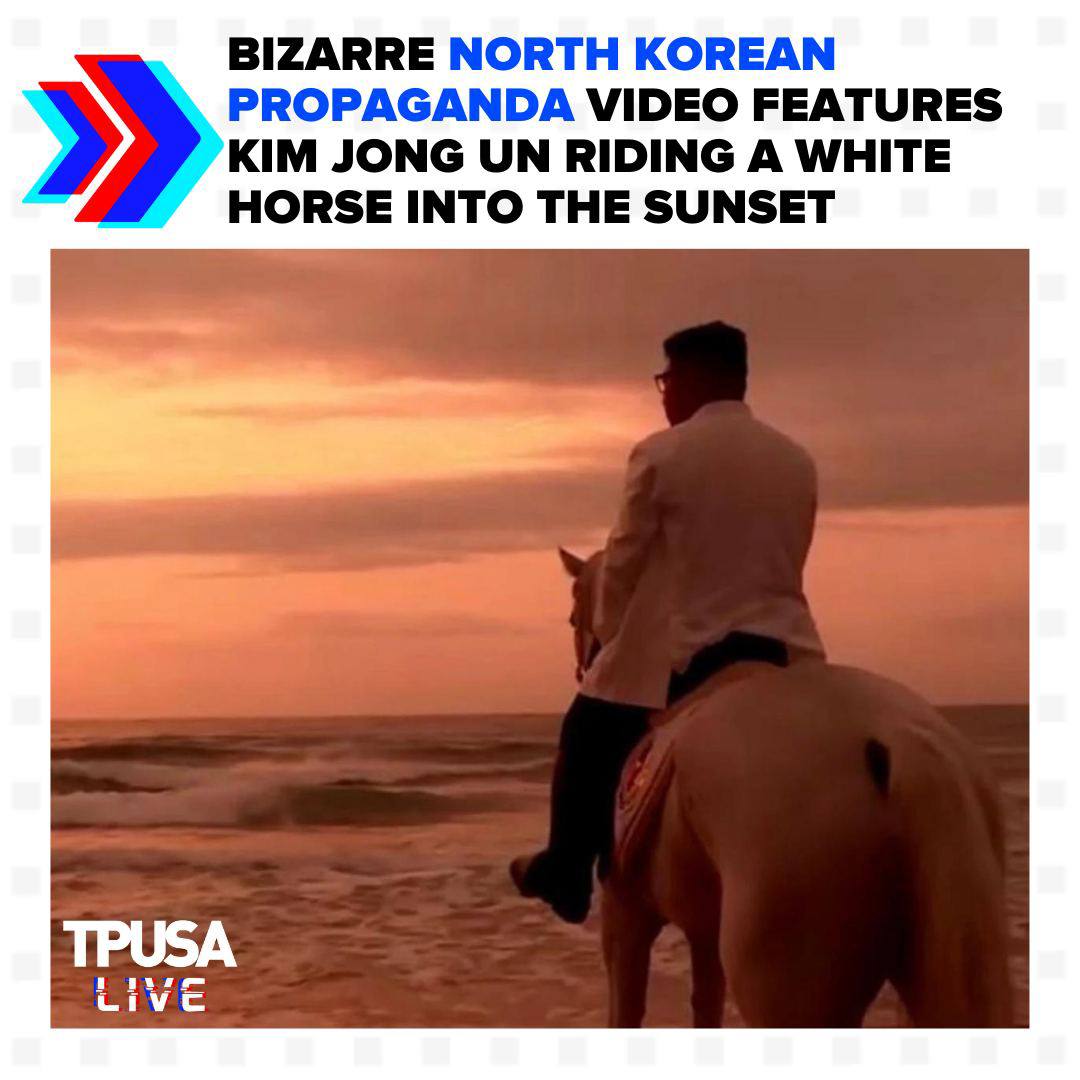 BIZARRE NORTH KOREAN
PROPAGANDA VIDEO FEATURES
KIM JONG UN RIDING A WHITE
HORSE INTO THE SUNSET
TPUSA
LIVE